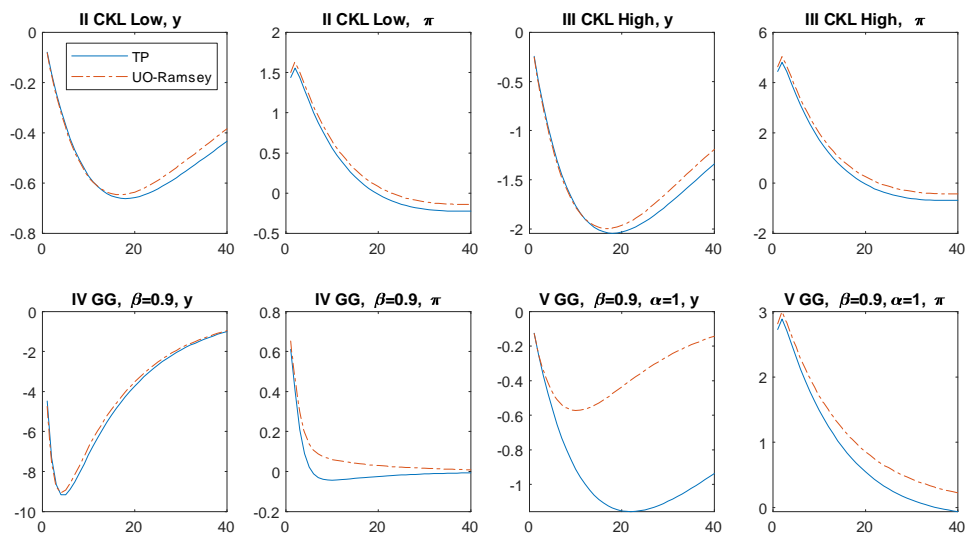 II CKL Low, y
II CKL Low, π
III CKL High, y
III CKL High, π
TP
UO-Ramsey
0
-0.2
-0.4
-0.6
-0.8
0 20 40
2
1.5
1
0.5
0
-0.5
0 20 40
0
-0.5
-1
-1.5
-2
0 20 40
6
4
2
0
-2
0 20 40
IV GG, β=0.9, y
IV GG, β=0.9, π
V GG, β=0.9, α=1, y
V GG, β=0.9, α=1, π
0
-2
-4
-6
-8
-10
0 20 40
0.8
0.6
0.4
0.2
0
-0.2
0 20 40
0
-0.2
-0.4
-0.6
-0.8
-1
0 20 40
3
2
1
0
0 20 40